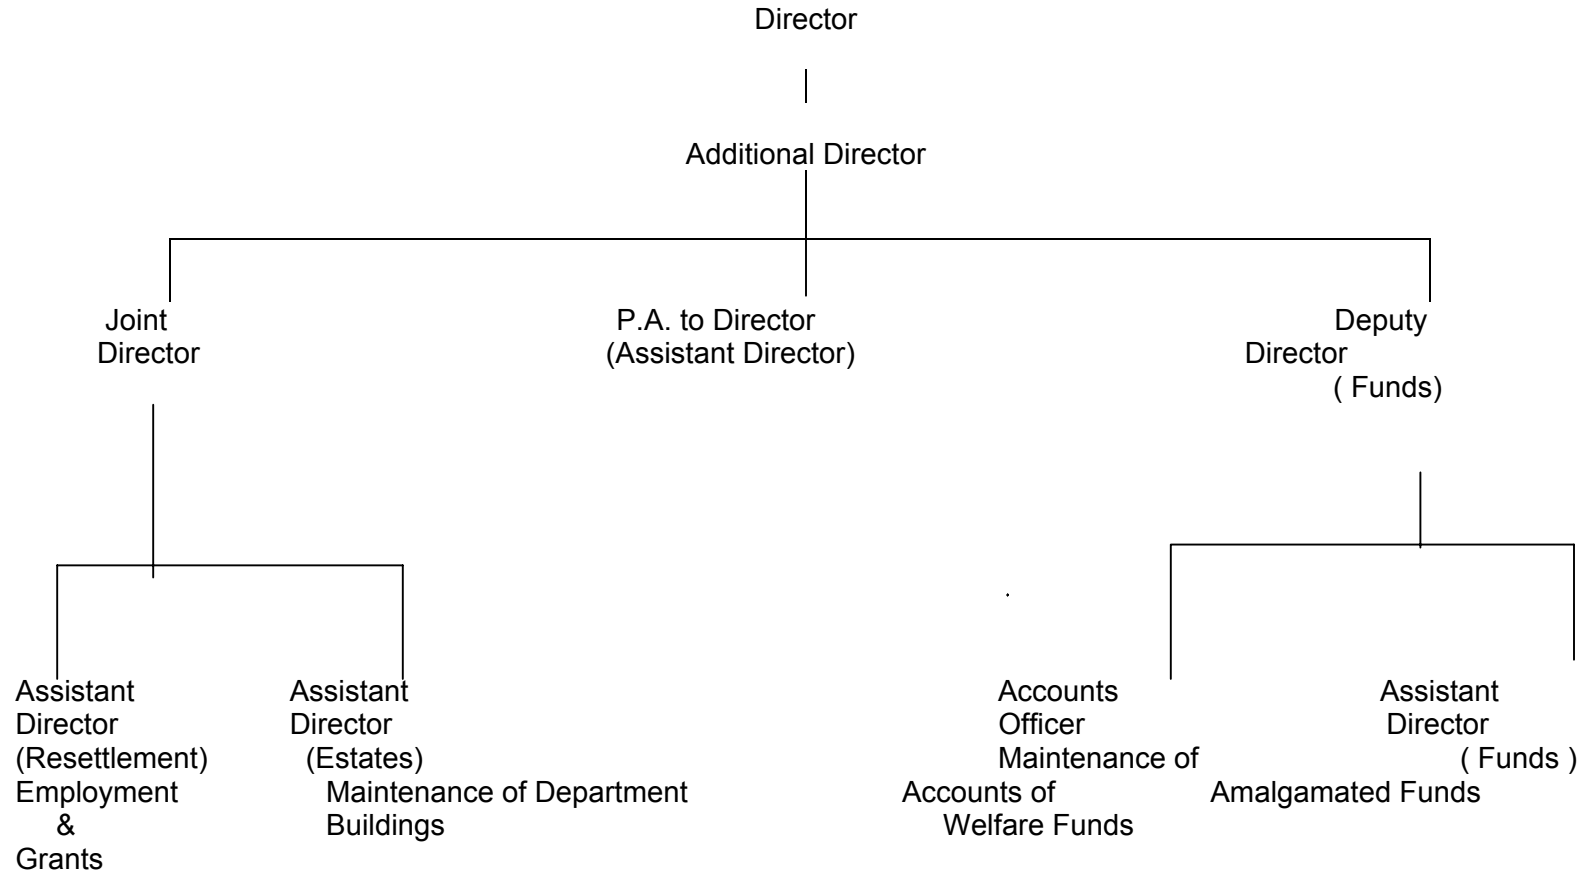 Director
Additional Director
Joint
Director
P.A. to Director
(Assistant Director)
Deputy
Director
( Funds)
Assistant
Director
(Resettlement)
Employment
&
Grants
Assistant
Director
(Estates)
Maintenance of Department
Buildings
Accounts
Officer
Maintenance of
Accounts of
Welfare Funds
Assistant
Director
( Funds )
Amalgamated Funds